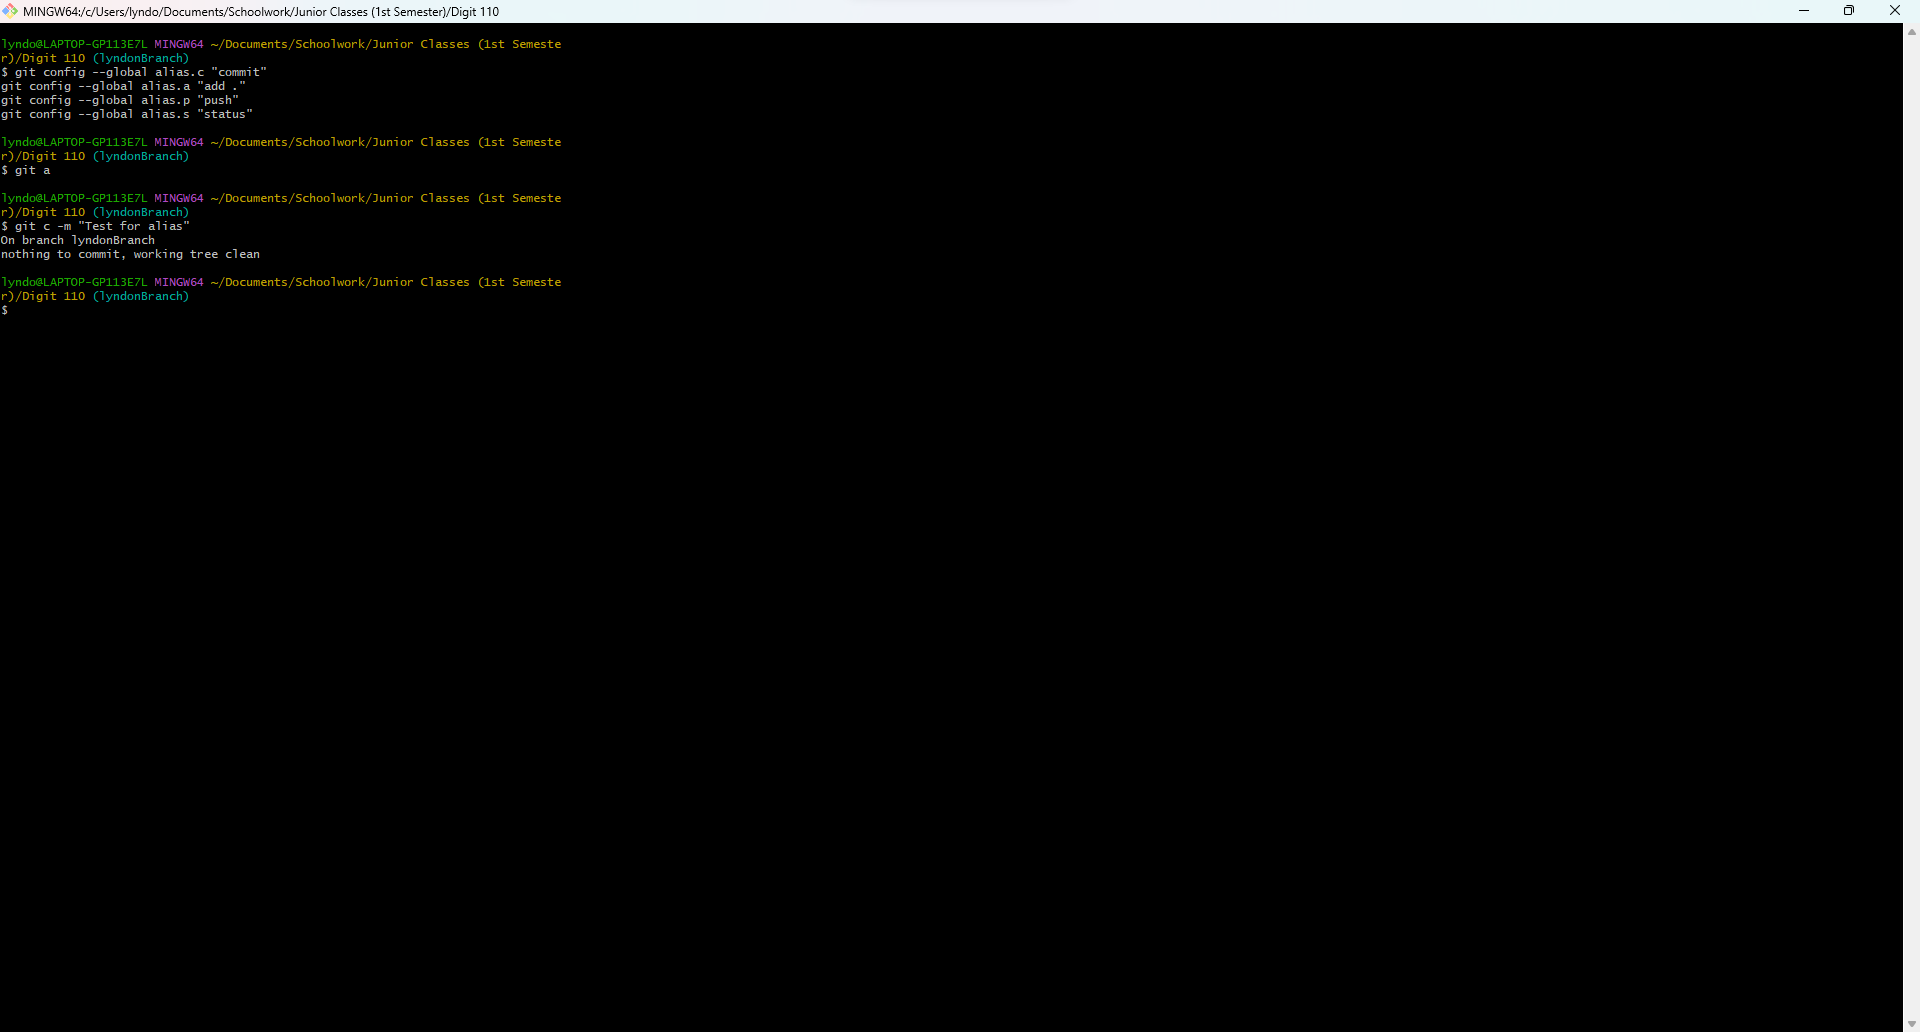 MINGW64:/c/Users/lyndo/Documents/Schoolwork/Junior Classes (1st Semester)/Digit 110
lyndo@LAPTOP-GP113E7L MINGW64 ~/Documents/Schoolwork/Junior Classes (1st Semeste
r)/Digit 110 (lyndonBranch)
$ git config --global alias.c "commit"
git config --global alias.a "add ."
git config --global alias.p "push"
git config --global alias.s "status"
lyndo@LAPTOP-GP113E7L MINGW64 ~/Documents/Schoolwork/Junior Classes (1st Semeste
r)/Digit 110 (lyndonBranch)
$ git a
lyndo@LAPTOP-GP113E7L MINGW64 ~/Documents/Schoolwork/Junior Classes (1st Semeste
r)/Digit 110 (lyndonBranch)
$ git c -m "Test for alias"
On branch lyndonBranch
nothing to commit, working tree clean
lyndo@LAPTOP-GP113E7L MINGW64 ~/Documents/Schoolwork/Junior Classes (1st Semeste
r)/Digit 110 (lyndonBranch)
$